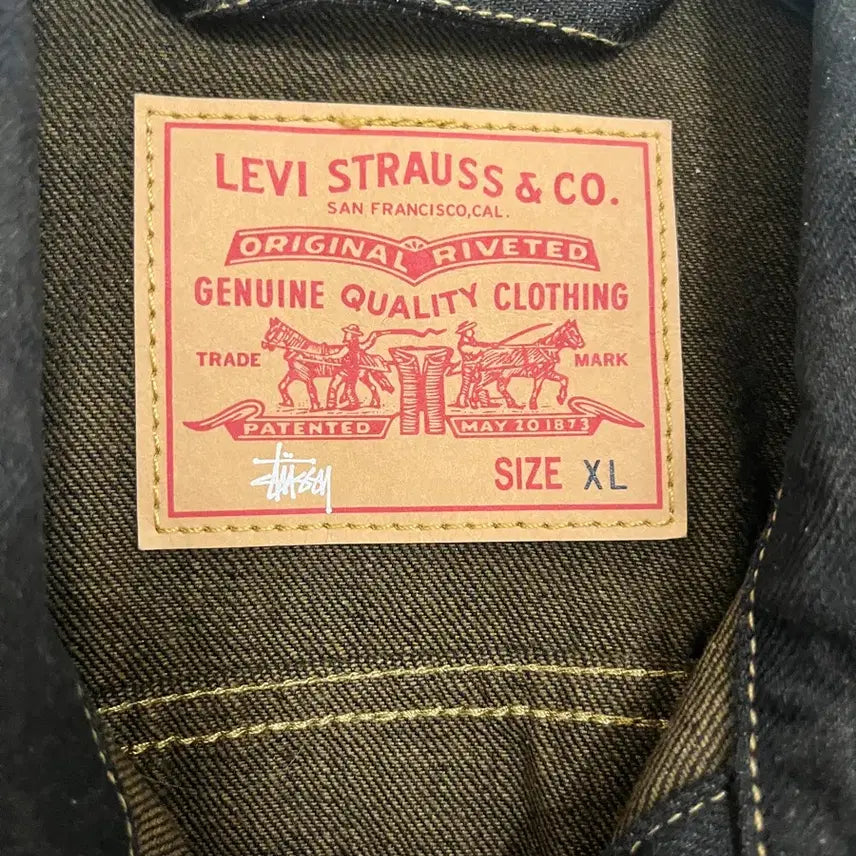 LEVI STRAUSS & CO.
SAN FRANCISCO, CAL.
ORIGINAL RIVETED
GENUINE QUALITY CLOTHING
TRADE MARK
PATENTED MAY 20 1873
Stüssy SIZE XL